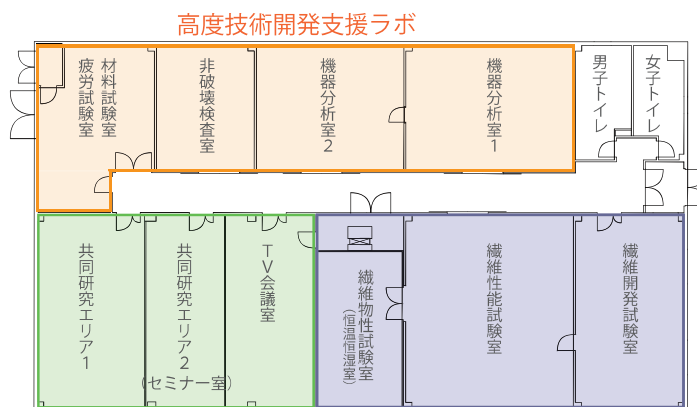 高度技術開発支援ラボ
材料試験室
疲労試験室
非破壊検査室
機器分析室２
機器分析室１
男子トイレ
女子トイレ
共同研究エリア１
共同研究エリア２
（セミナー室）
ＴＶ会議室
繊維物性試験室
（恒温恒湿室）
繊維性能試験室
繊維開発試験室